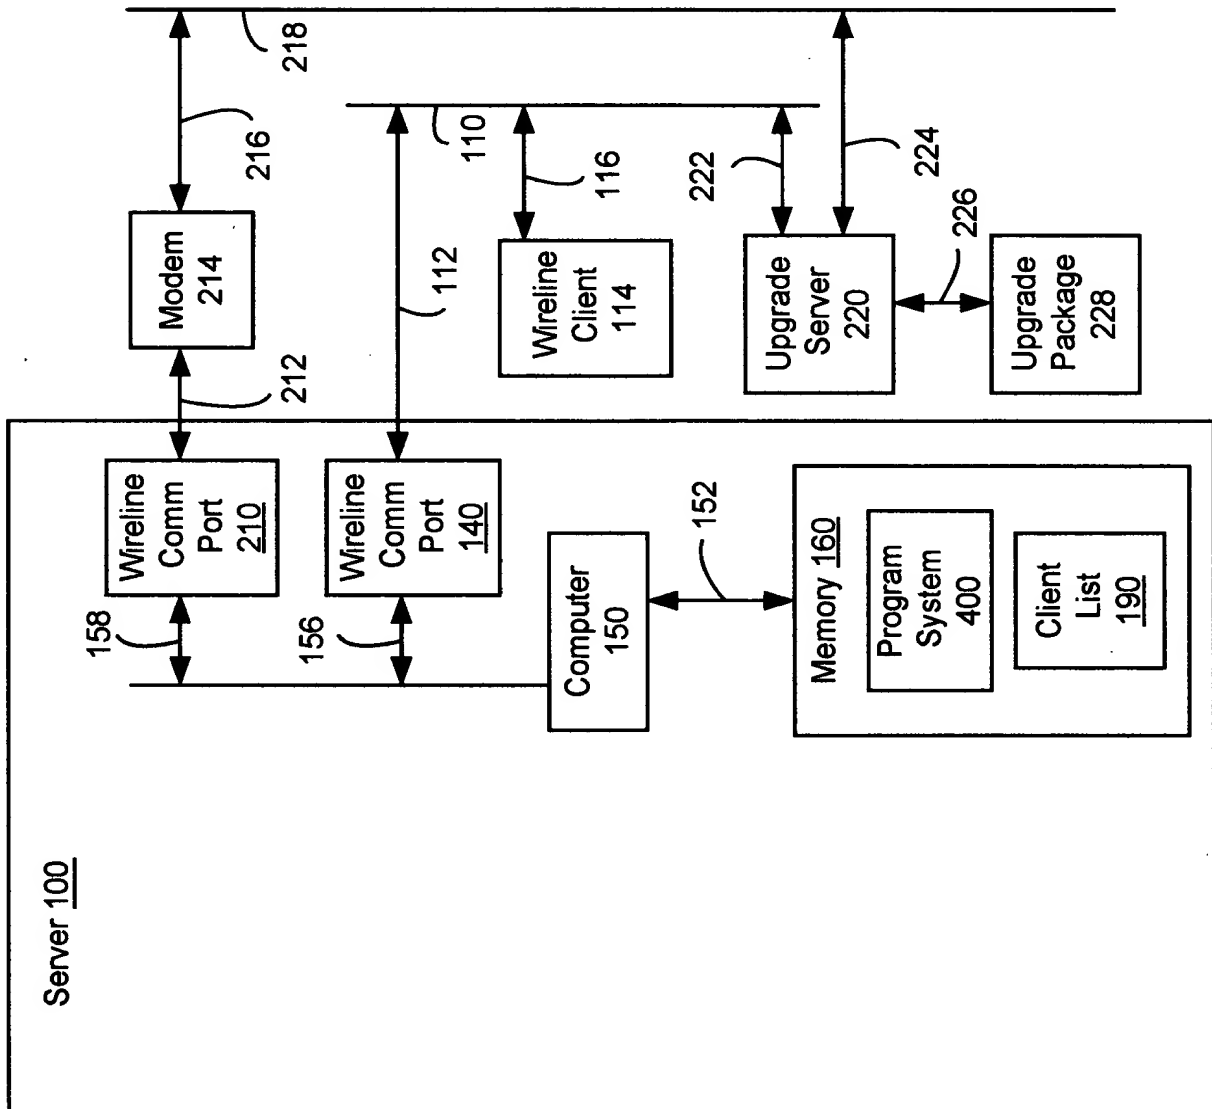 Server 100
158
Wireline
Comm
Port
210
212
Modem
214
216
218
156
Wireline
Comm
Port
140
112
110
Computer
150
Wireline
Client
114
116
152
Memory 160
Program
System
400
Client
List
190
Upgrade
Server
220
222
224
226
Upgrade
Package
228